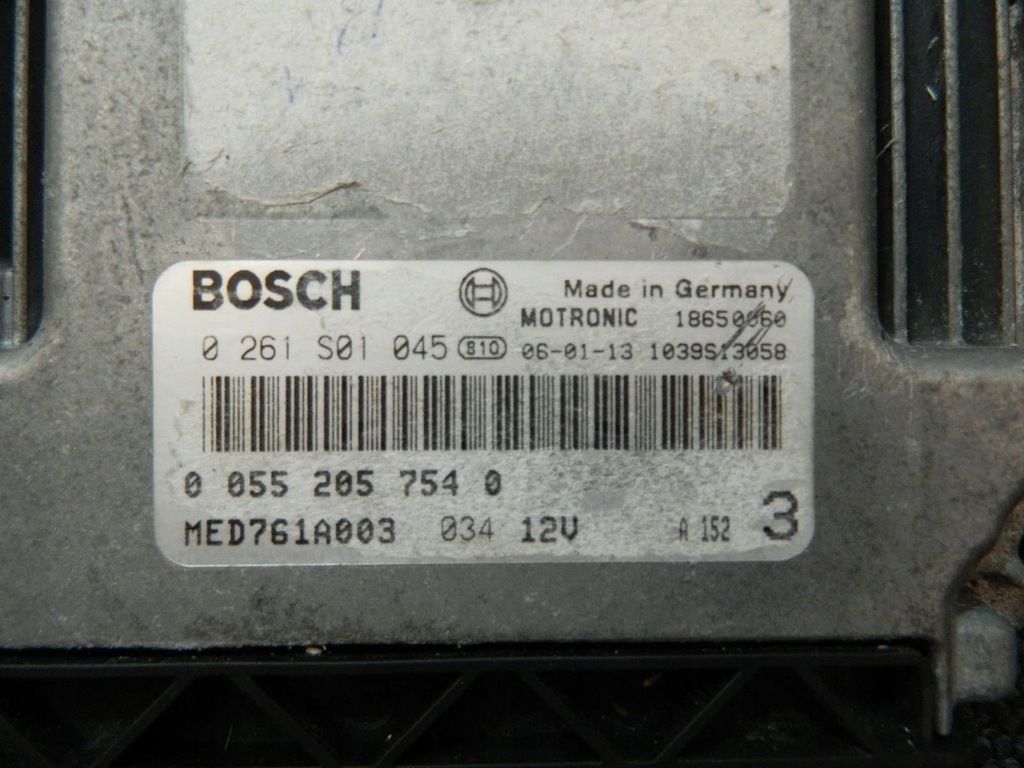 BOSCH Made in Germany
MOTRONIC 18650060
0 261 S01 045 S10 06-01-13 1039S13058
0 055 205 754 0
MED761A003 034 12V A 152 3